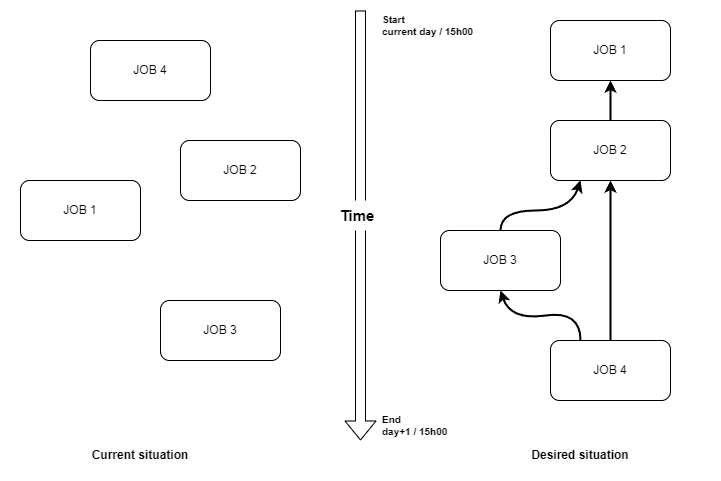 Start
current day / 15h00
JOB 4
JOB 2
JOB 1
JOB 3
Time
JOB 1
JOB 2
JOB 3
JOB 4
End
day+1 / 15h00
Current situation
Desired situation